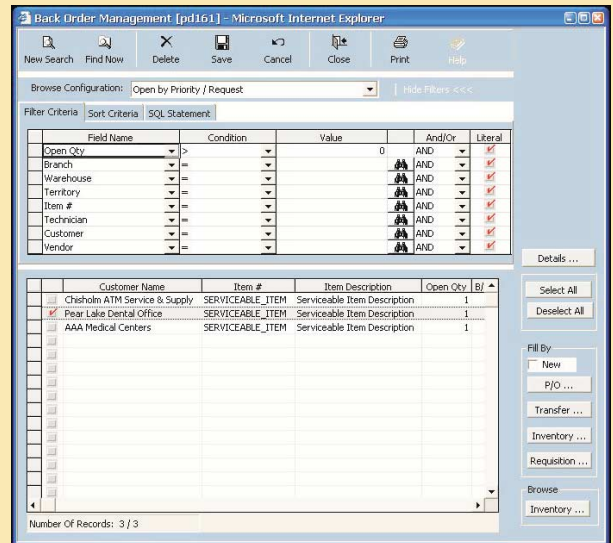 Back Order Management [pd161] - Microsoft Internet Explorer
New Search Find Now Delete Save Cancel Close Print Help
Browse Configuration: Open by Priority / Request Hide Filters <<<
Filter Criteria Sort Criteria SQL Statement
Field Name Condition Value And/Or Literal
Open Qty > 0 AND
Branch = AND
Warehouse = AND
Territory = AND
Item # = AND
Technician = AND
Customer = AND
Vendor = AND
Details ...
Customer Name Item # Item Description Open Qty B/
Chisholm ATM Service & Supply SERVICEABLE_ITEM Serviceable Item Description 1
Pear Lake Dental Office SERVICEABLE_ITEM Serviceable Item Description 1
AAA Medical Centers SERVICEABLE_ITEM Serviceable Item Description 1
Select All
Deselect All
Fill By
New
P/O ...
Transfer ...
Inventory ...
Requisition ...
Browse
Inventory ...
Number Of Records: 3 / 3